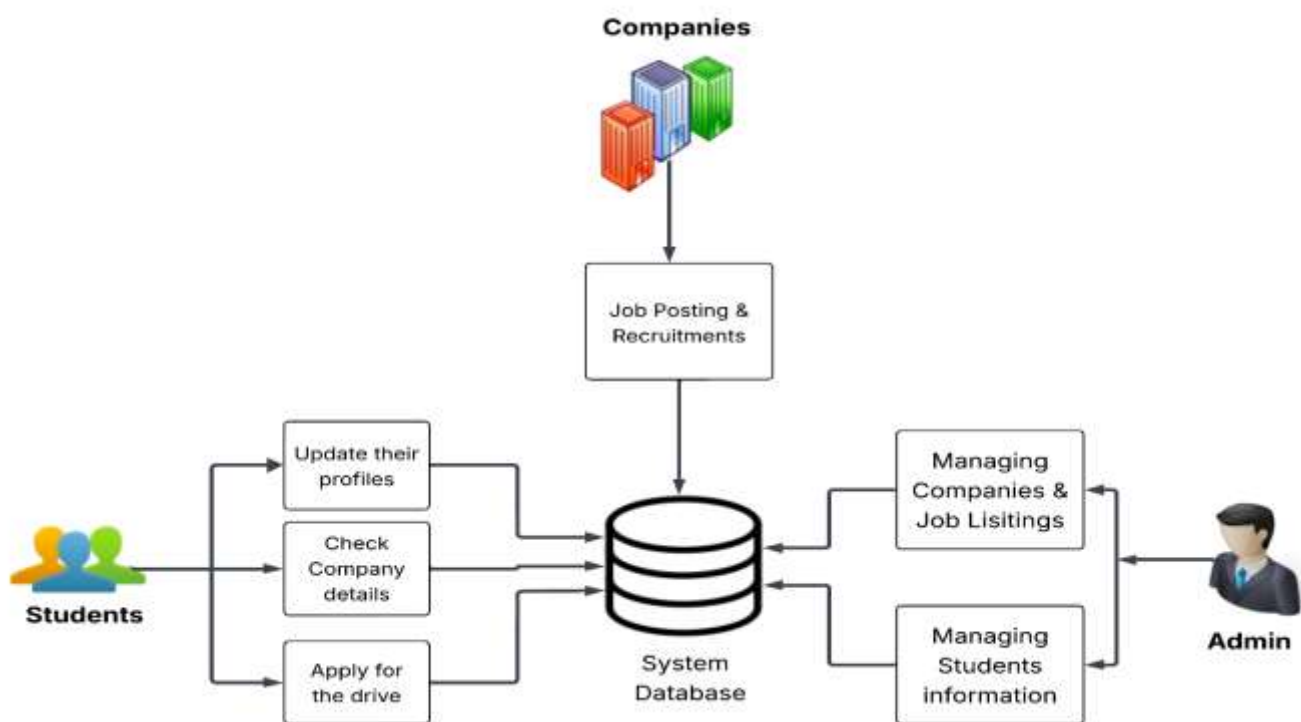 Companies
Job Posting &
Recruitments
Update their
profiles
Check
Company
details
Apply for
the drive
Students
System
Database
Managing
Companies &
Job Lisitings
Managing
Students
information
Admin